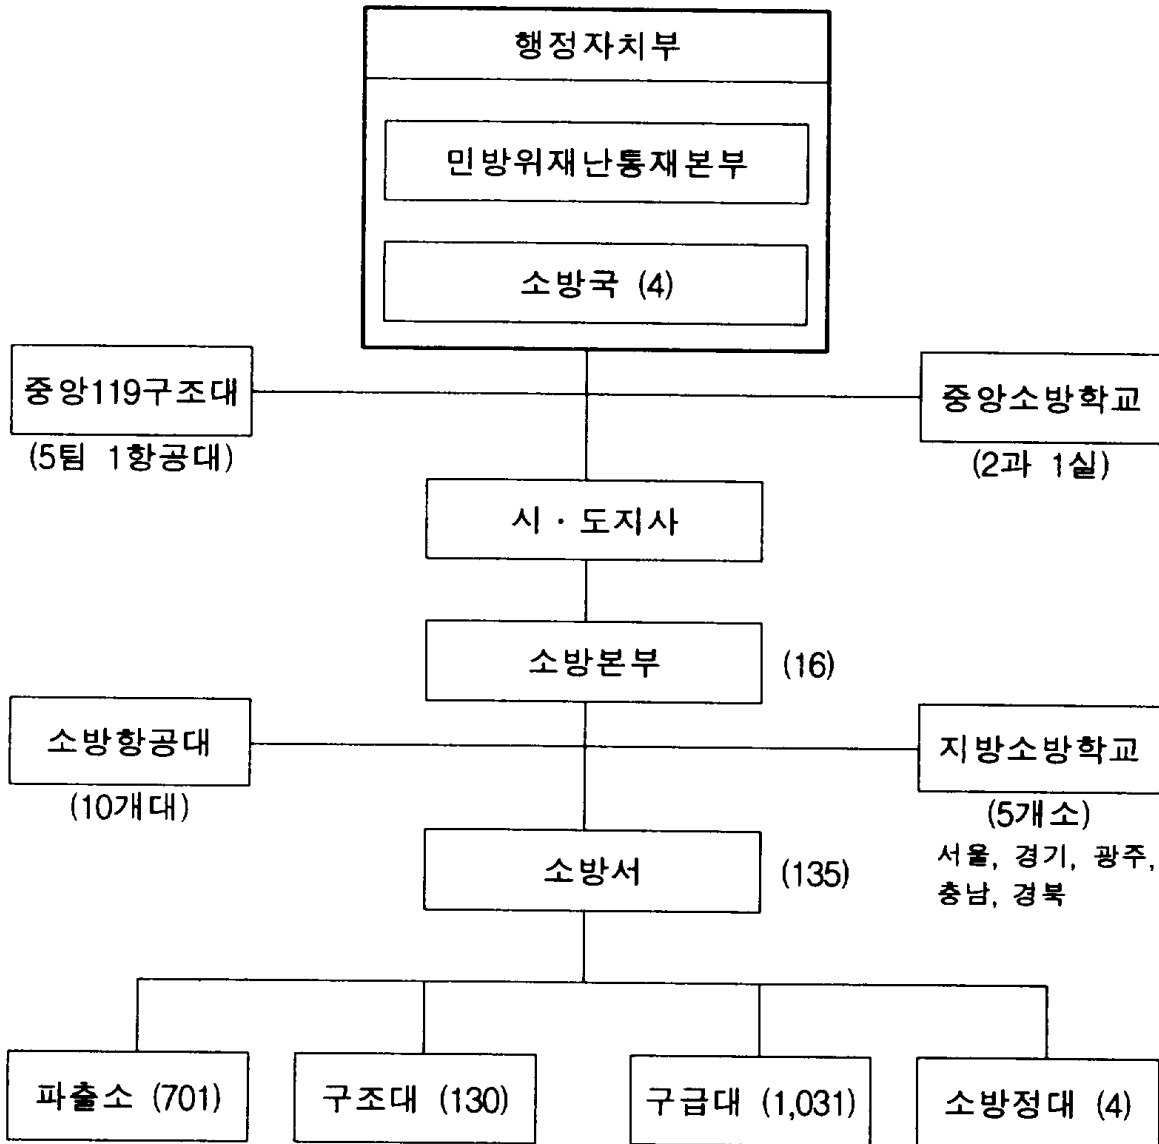 행정자치부
민방위재난통재본부
소방국 (4)
중앙119구조대
(5팀 1항공대)
중앙소방학교
(2과 1실)
시·도지사
소방본부 (16)
소방항공대
(10개대)
지방소방학교
(5개소)
서울, 경기, 광주,
충남, 경북
소방서 (135)
파출소 (701)
구조대 (130)
구급대 (1,031)
소방정대 (4)